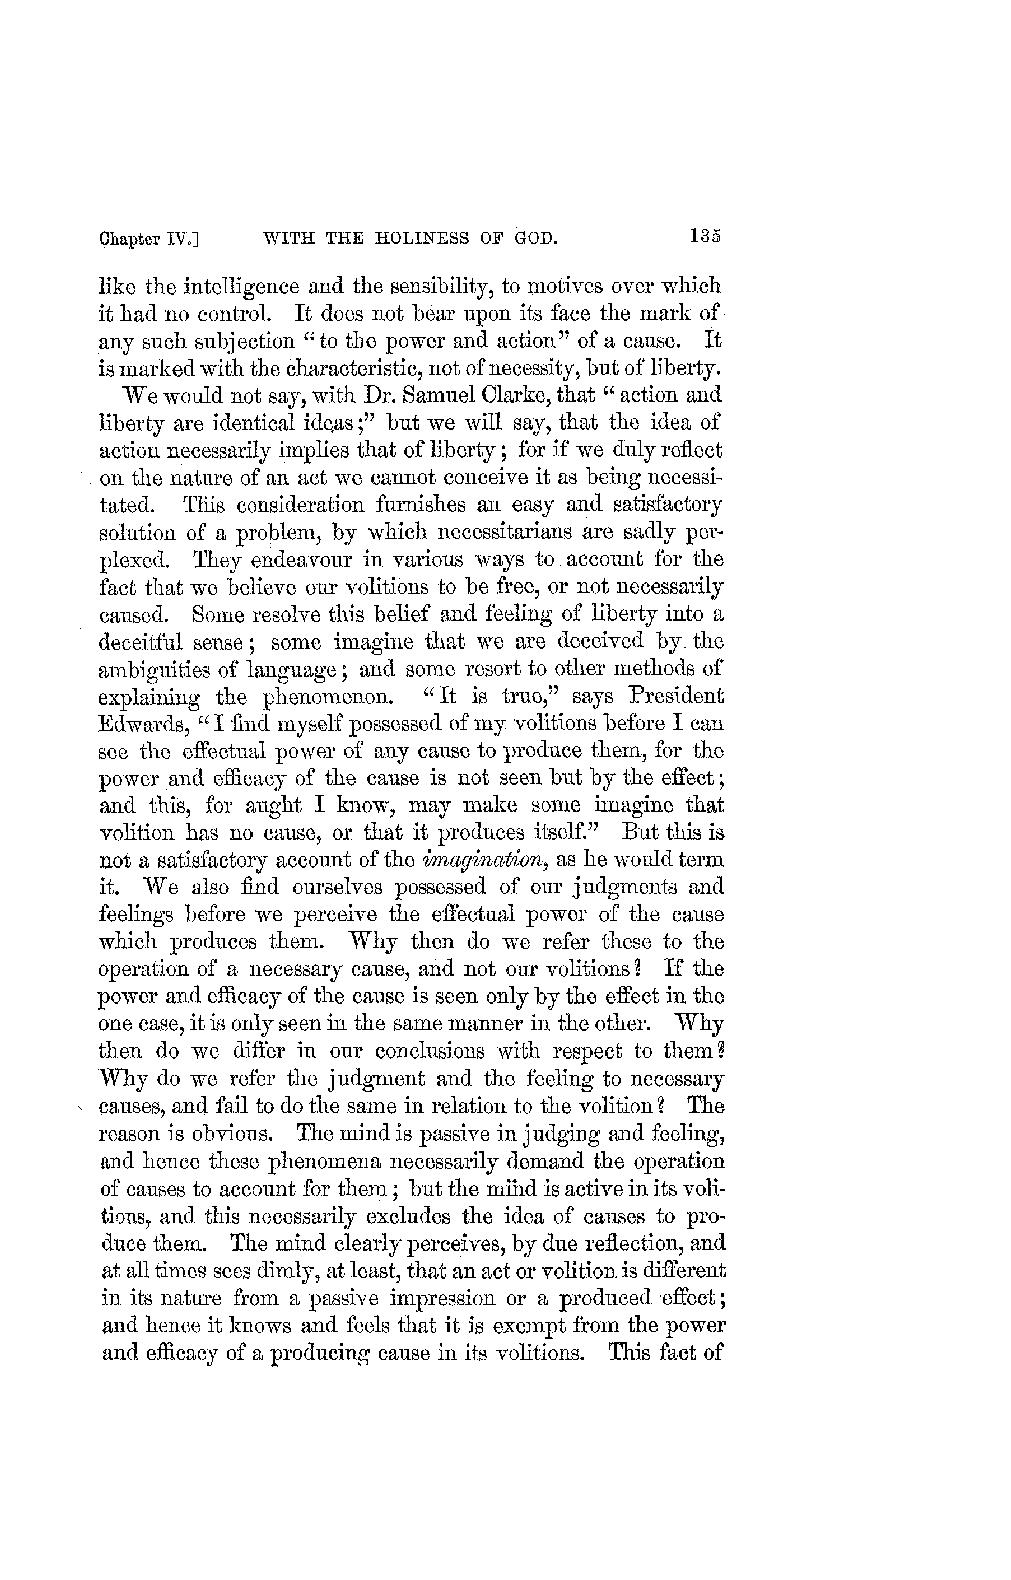 Chapter IV.] WITH THE HOLINESS OF GOD. 135
like the intelligence and the sensibility, to motives over which
it had no control. It does not bear upon its face the mark of
any such subjection “to the power and action” of a cause. It
is marked with the characteristic, not of necessity, but of liberty.
We would not say, with Dr. Samuel Clarke, that “action and
liberty are identical ideas;” but we will say, that the idea of
action necessarily implies that of liberty; for if we duly reflect
on the nature of an act we cannot conceive it as being necessi-
tated. This consideration furnishes an easy and satisfactory
solution of a problem, by which necessitarians are sadly per-
plexed. They endeavour in various ways to account for the
fact that we believe our volitions to be free, or not necessarily
caused. Some resolve this belief and feeling of liberty into a
deceitful sense; some imagine that we are deceived by the
ambiguities of language; and some resort to other methods of
explaining the phenomenon. “It is true,” says President
Edwards, “I find myself possessed of my volitions before I can
see the effectual power of any cause to produce them, for the
power and efficacy of the cause is not seen but by the effect;
and this, for aught I know, may make some imagine that
volition has no cause, or that it produces itself.” But this is
not a satisfactory account of the imagination, as he would term
it. We also find ourselves possessed of our judgments and
feelings before we perceive the effectual power of the cause
which produces them. Why then do we refer these to the
operation of a necessary cause, and not our volitions? If the
power and efficacy of the cause is seen only by the effect in the
one case, it is only seen in the same manner in the other. Why
then do we differ in our conclusions with respect to them?
Why do we refer the judgment and the feeling to necessary
causes, and fail to do the same in relation to the volition? The
reason is obvious. The mind is passive in judging and feeling,
and hence these phenomena necessarily demand the operation
of causes to account for them; but the mind is active in its voli-
tions, and this necessarily excludes the idea of causes to pro-
duce them. The mind clearly perceives, by due reflection, and
at all times sees dimly, at least, that an act or volition is different
in its nature from a passive impression or a produced effect;
and hence it knows and feels that it is exempt from the power
and efficacy of a producing cause in its volitions. This fact of